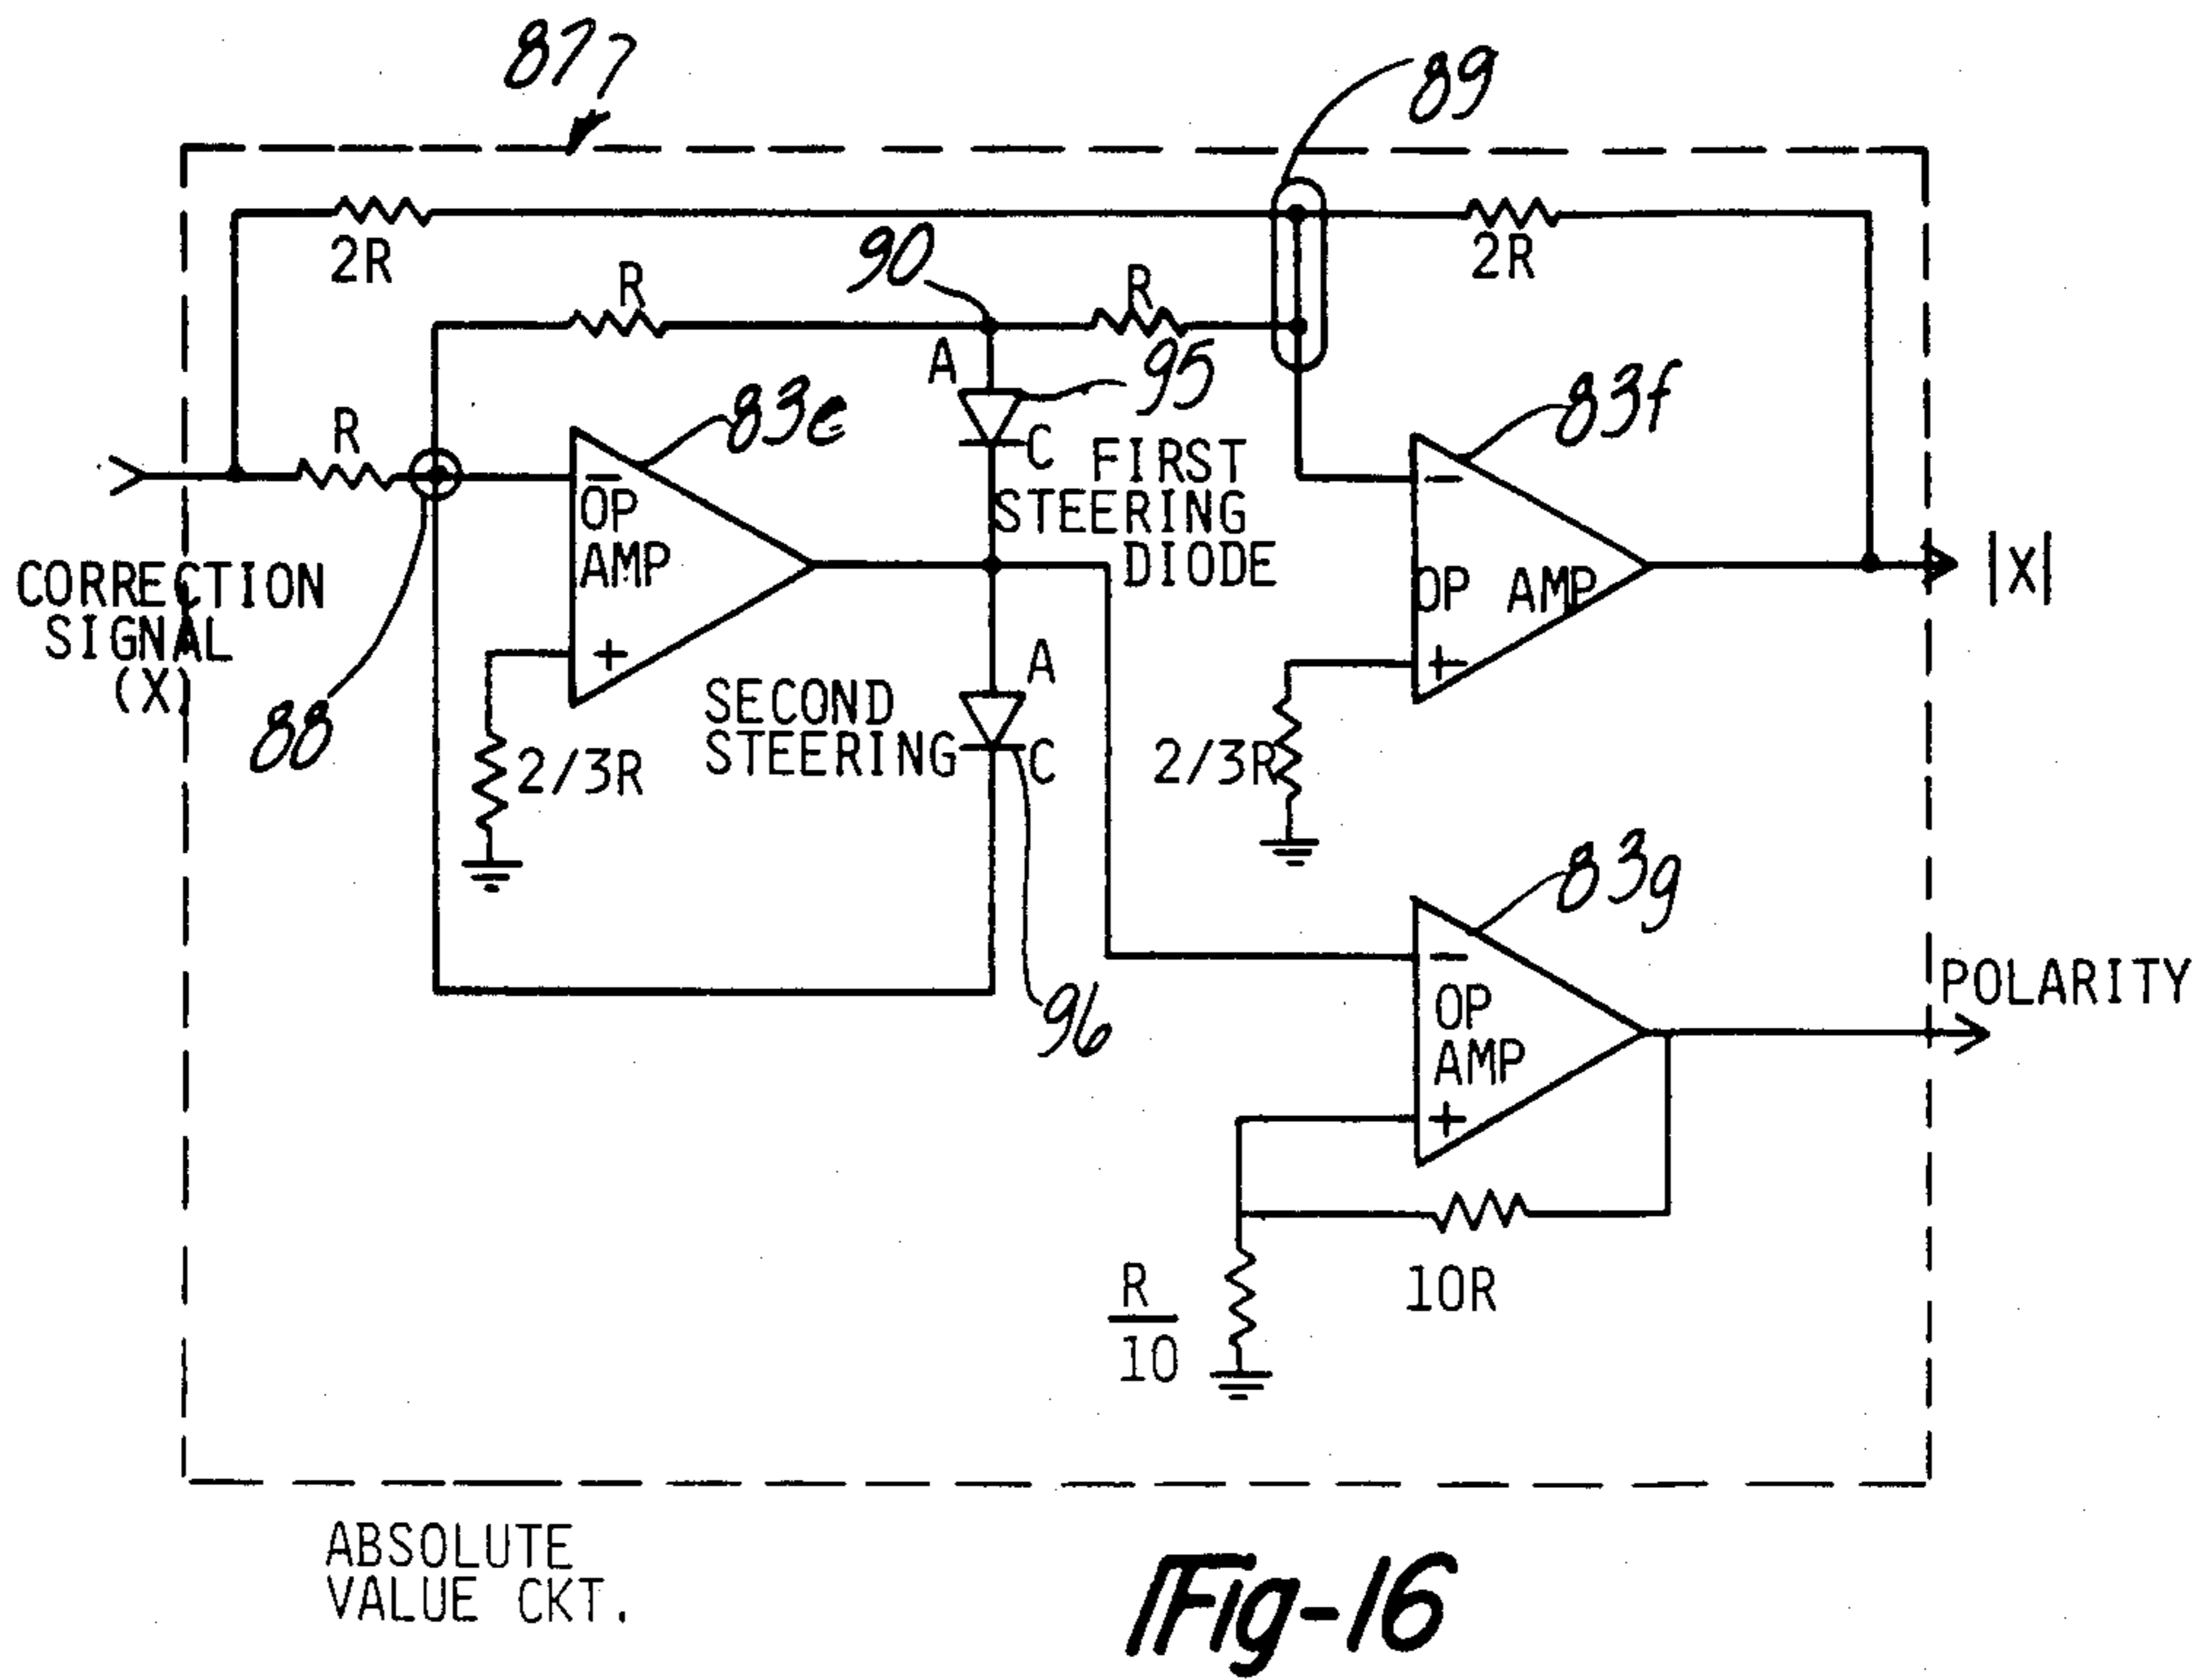 877
89
2R
90
2R
R
R
A
95
83e
83f
R
C
FIRST
STEERING
DIODE
−
OP
AMP
+
−
OP AMP
+
|X|
CORRECTION
SIGNAL
(X)
88
2/3R
SECOND
STEERING
A
C
2/3R
83g
96
−
OP
AMP
+
POLARITY
R
10
10R
ABSOLUTE
VALUE CKT.
Fig-16